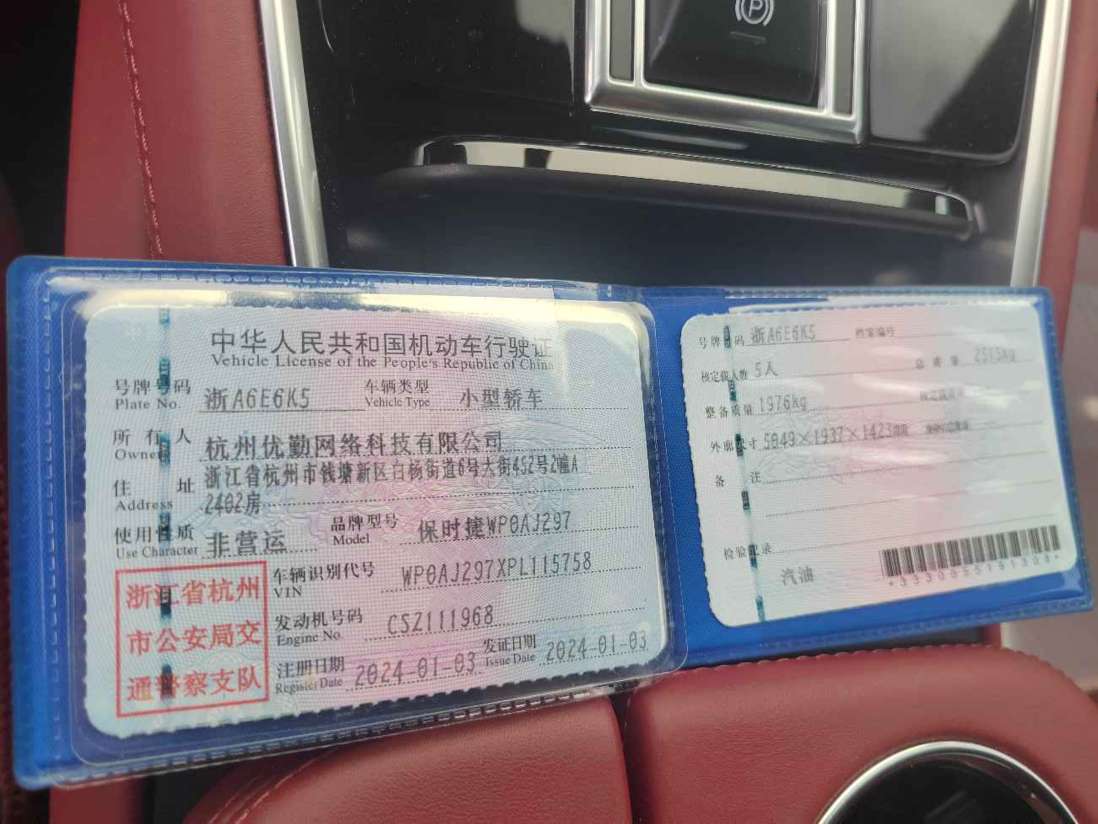 中华人民共和国机动车行驶证
Vehicle License of the People's Republic of China
号牌号码 浙A6E6K5 车辆类型 小型轿车
Plate No. Vehicle Type
所有人 杭州优勤网络科技有限公司
Owner
住址 浙江省杭州市钱塘新区白杨街道6号大街452号2幢A
Address 2402房
使用性质 非营运 品牌型号 保时捷WP0AJ297
Use Character Model
浙江省杭州
市公安局交
通警察支队
车辆识别代号 WP0AJ297XPL115758
VIN
发动机号码 CSZ111968
Engine No.
注册日期 2024-01-03 发证日期 2024-01-03
Register Date Issue Date
号牌号码 浙A6E6K5 档案编号
核定载人数 5人 总质量 2515kg
整备质量 1976kg
外廓尺寸 5049×1937×1423
备注
检验记录
汽油
P